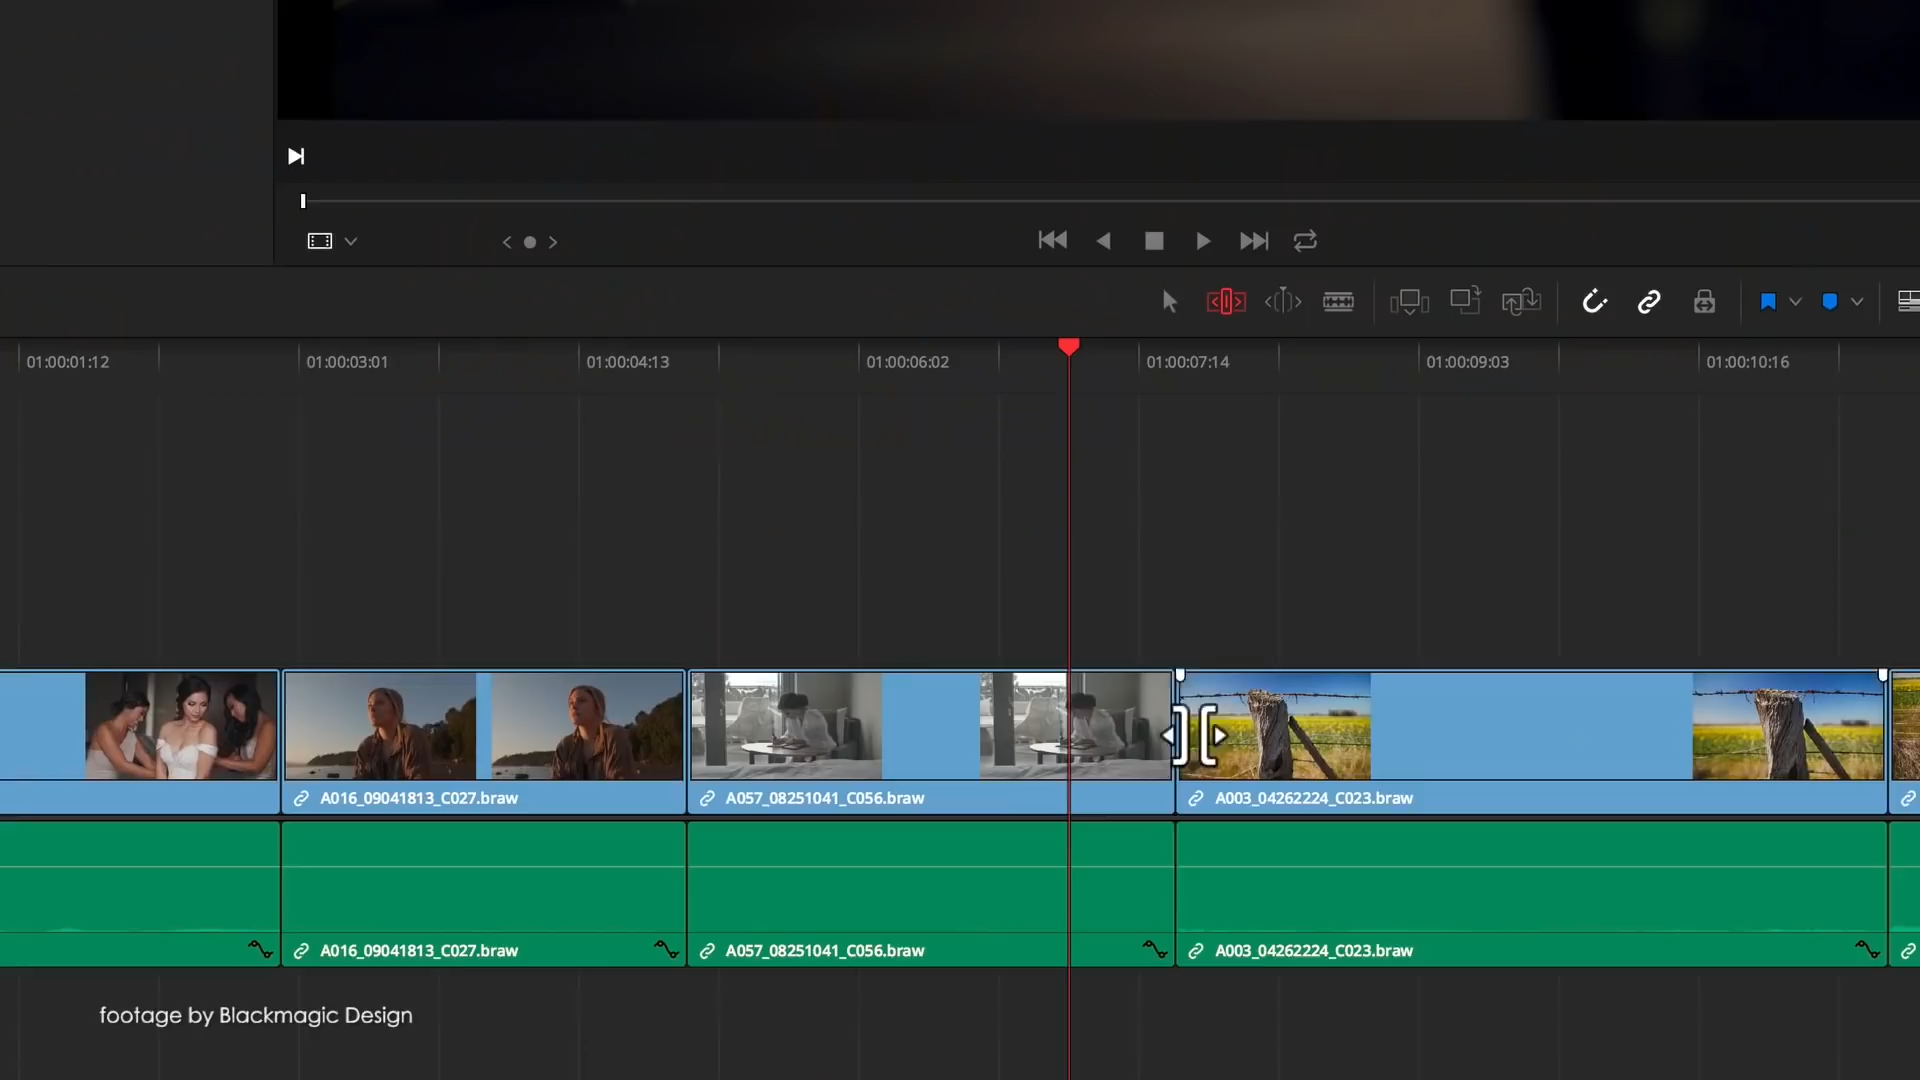 01:00:01:12
01:00:03:01
01:00:04:13
01:00:06:02
01:00:07:14
01:00:09:03
01:00:10:16
A016_09041813_C027.braw
A057_08251041_C056.braw
A003_04262224_C023.braw
A016_09041813_C027.braw
A057_08251041_C056.braw
A003_04262224_C023.braw
footage by Blackmagic Design